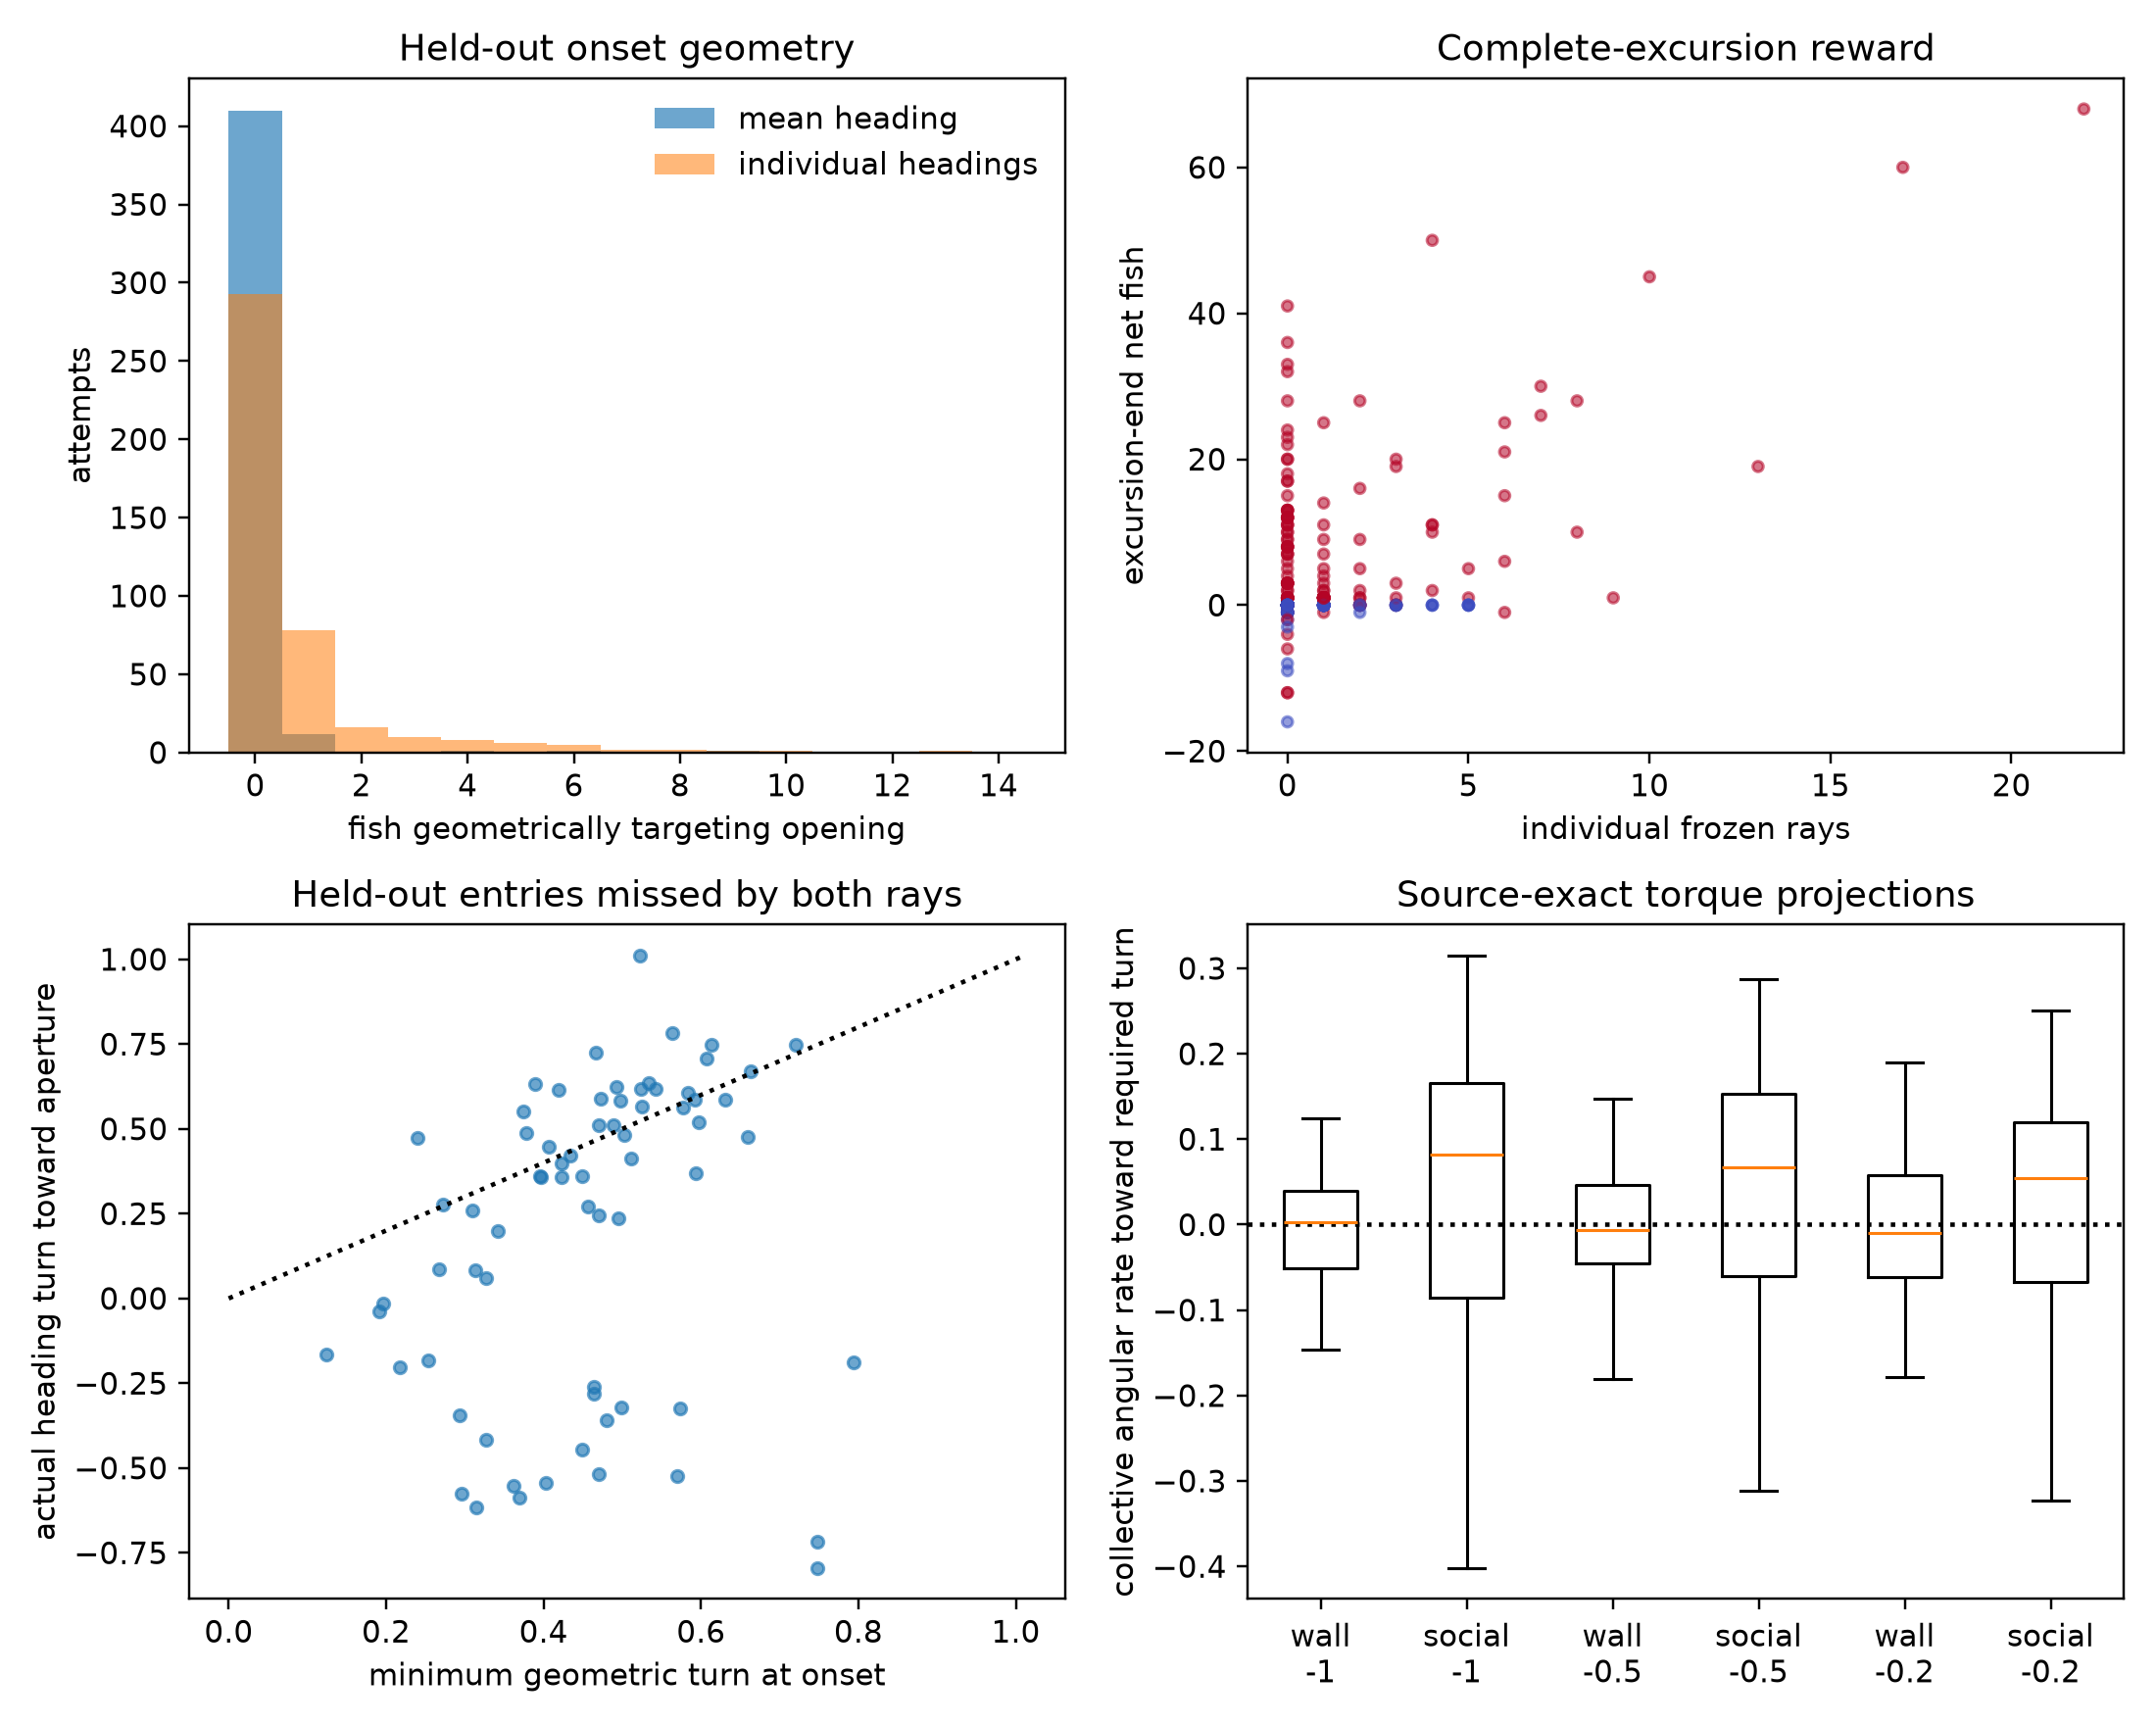 Held-out onset geometry
400
350
300
250
200
150
100
50
0
attempts
mean heading
individual headings
0 2 4 6 8 10 12 14
fish geometrically targeting opening
Complete-excursion reward
60
40
20
0
−20
excursion-end net fish
0 5 10 15 20
individual frozen rays
Held-out entries missed by both rays
1.00
0.75
0.50
0.25
0.00
−0.25
−0.50
−0.75
actual heading turn toward aperture
0.0 0.2 0.4 0.6 0.8 1.0
minimum geometric turn at onset
Source-exact torque projections
0.3
0.2
0.1
0.0
−0.1
−0.2
−0.3
−0.4
collective angular rate toward required turn
wall social wall social wall social
-1 -1 -0.5 -0.5 -0.2 -0.2